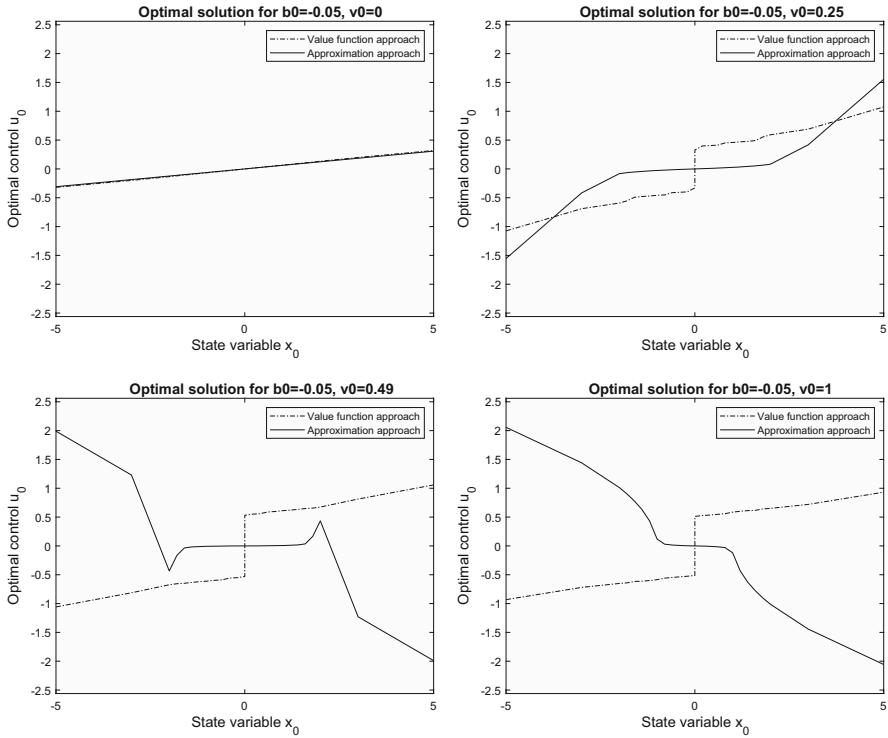 Optimal solution for b0=-0.05, v0=0
Value function approach
Approximation approach
2.5
2
1.5
1
0.5
0
-0.5
-1
-1.5
-2
-2.5
Optimal control u0
-5
0
5
State variable x0
Optimal solution for b0=-0.05, v0=0.25
Value function approach
Approximation approach
2.5
2
1.5
1
0.5
0
-0.5
-1
-1.5
-2
-2.5
Optimal control u0
-5
0
5
State variable x0
Optimal solution for b0=-0.05, v0=0.49
Value function approach
Approximation approach
2.5
2
1.5
1
0.5
0
-0.5
-1
-1.5
-2
-2.5
Optimal control u0
-5
0
5
State variable x0
Optimal solution for b0=-0.05, v0=1
Value function approach
Approximation approach
2.5
2
1.5
1
0.5
0
-0.5
-1
-1.5
-2
-2.5
Optimal control u0
-5
0
5
State variable x0